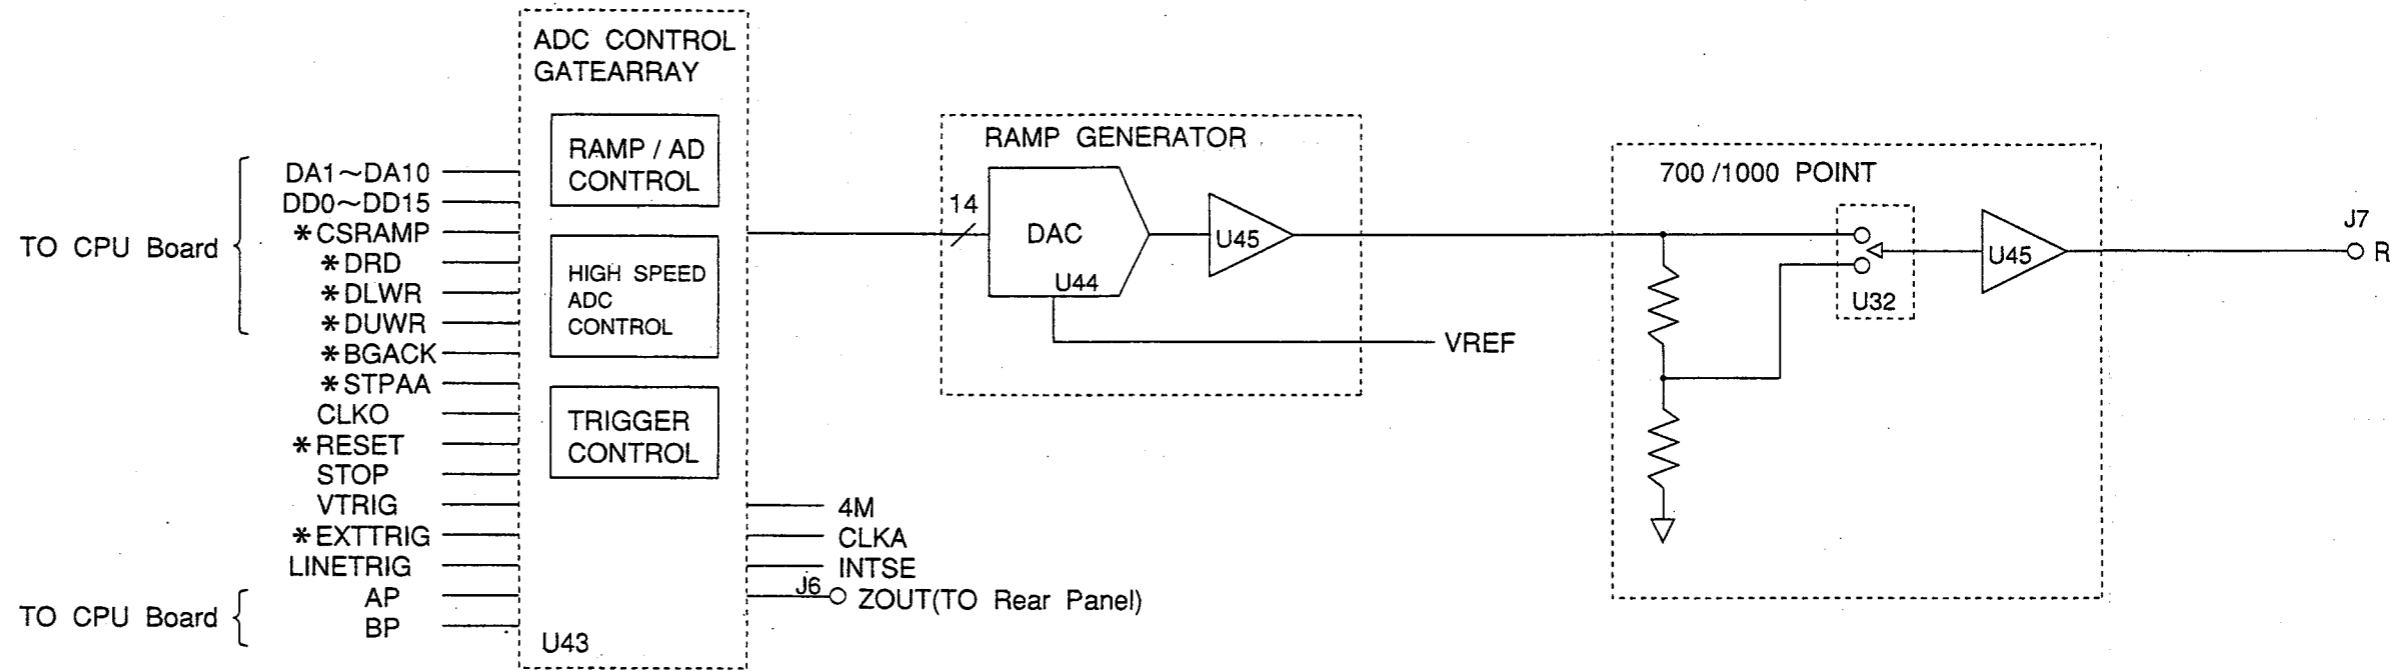 ADC CONTROL
GATEARRAY
RAMP / AD
CONTROL
HIGH SPEED
ADC
CONTROL
TRIGGER
CONTROL
U43
TO CPU Board
DA1~DA10
DD0~DD15
*CSRAMP
*DRD
*DLWR
*DUWR
*BGACK
*STPAA
CLKO
*RESET
STOP
VTRIG
*EXTTRIG
LINETRIG
TO CPU Board
AP
BP
4M
CLKA
INTSE
J6
ZOUT(TO Rear Panel)
RAMP GENERATOR
14
DAC
U44
U45
VREF
700 /1000 POINT
U32
U45
J7
R